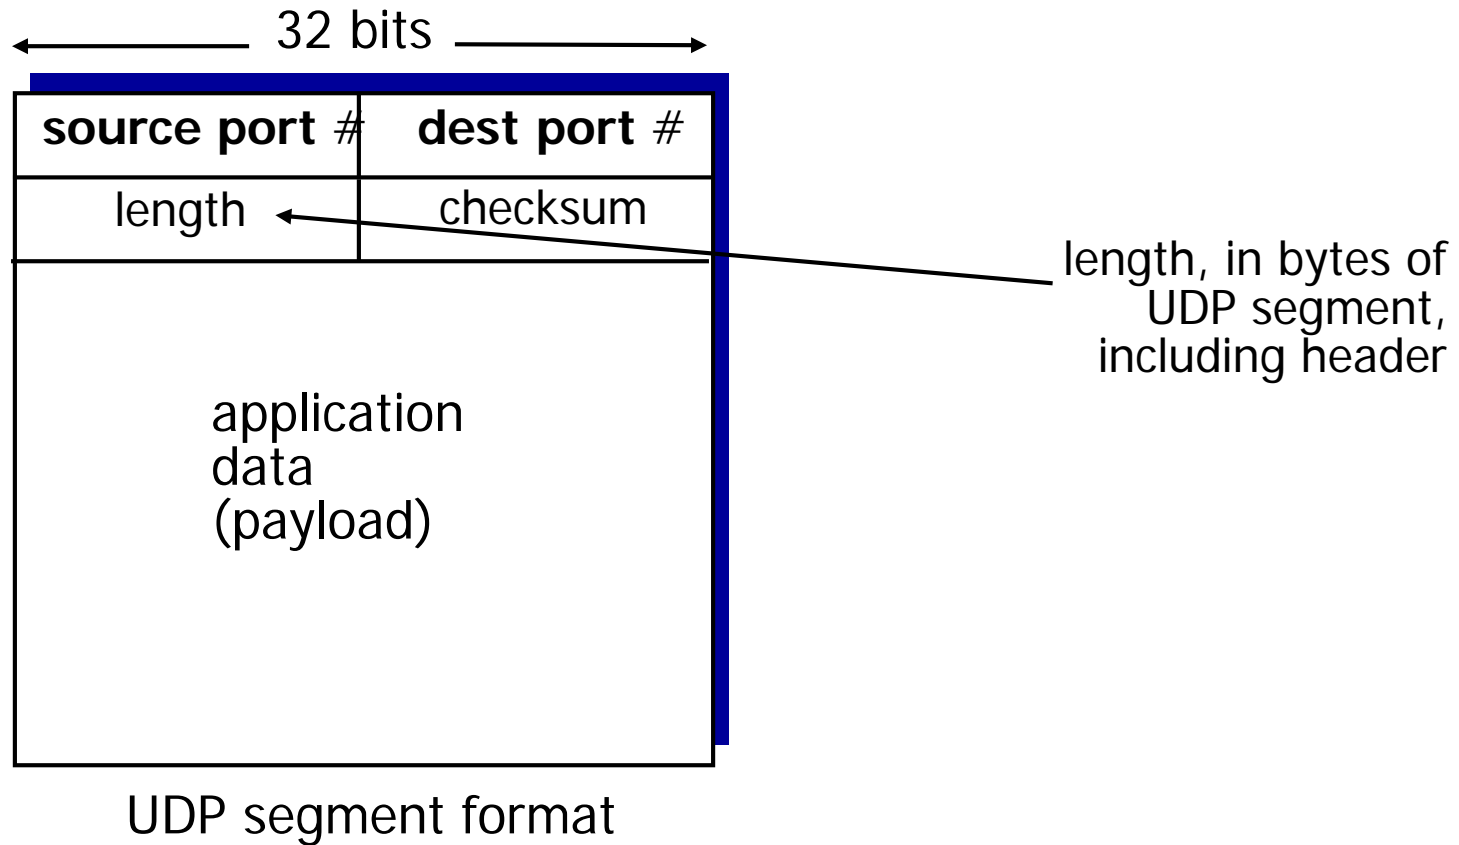 32 bits
source port #
dest port #
length
checksum
length, in bytes of
UDP segment,
including header
application
data
(payload)
UDP segment format